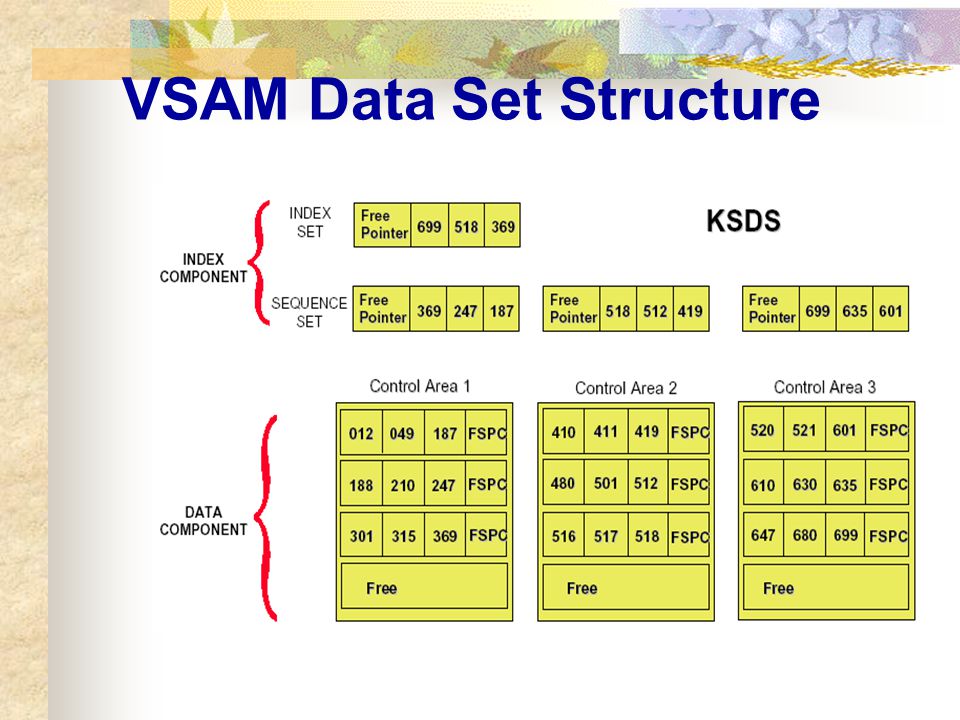 VSAM Data Set Structure
KSDS
INDEX COMPONENT
INDEX SET
Free Pointer 699 518 369
SEQUENCE SET
Free Pointer 369 247 187
Free Pointer 518 512 419
Free Pointer 699 635 601
DATA COMPONENT
Control Area 1
012 049 187 FSPC
188 210 247 FSPC
301 315 369 FSPC
Free
Control Area 2
410 411 419 FSPC
480 501 512 FSPC
516 517 518 FSPC
Free
Control Area 3
520 521 601 FSPC
610 630 635 FSPC
647 680 699 FSPC
Free